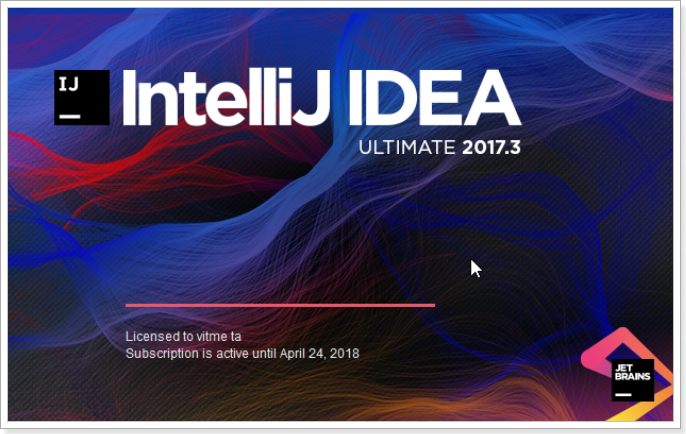 IJ
IntelliJ IDEA
ULTIMATE 2017.3
Licensed to vitme ta
Subscription is active until April 24, 2018
JET
BRAINS